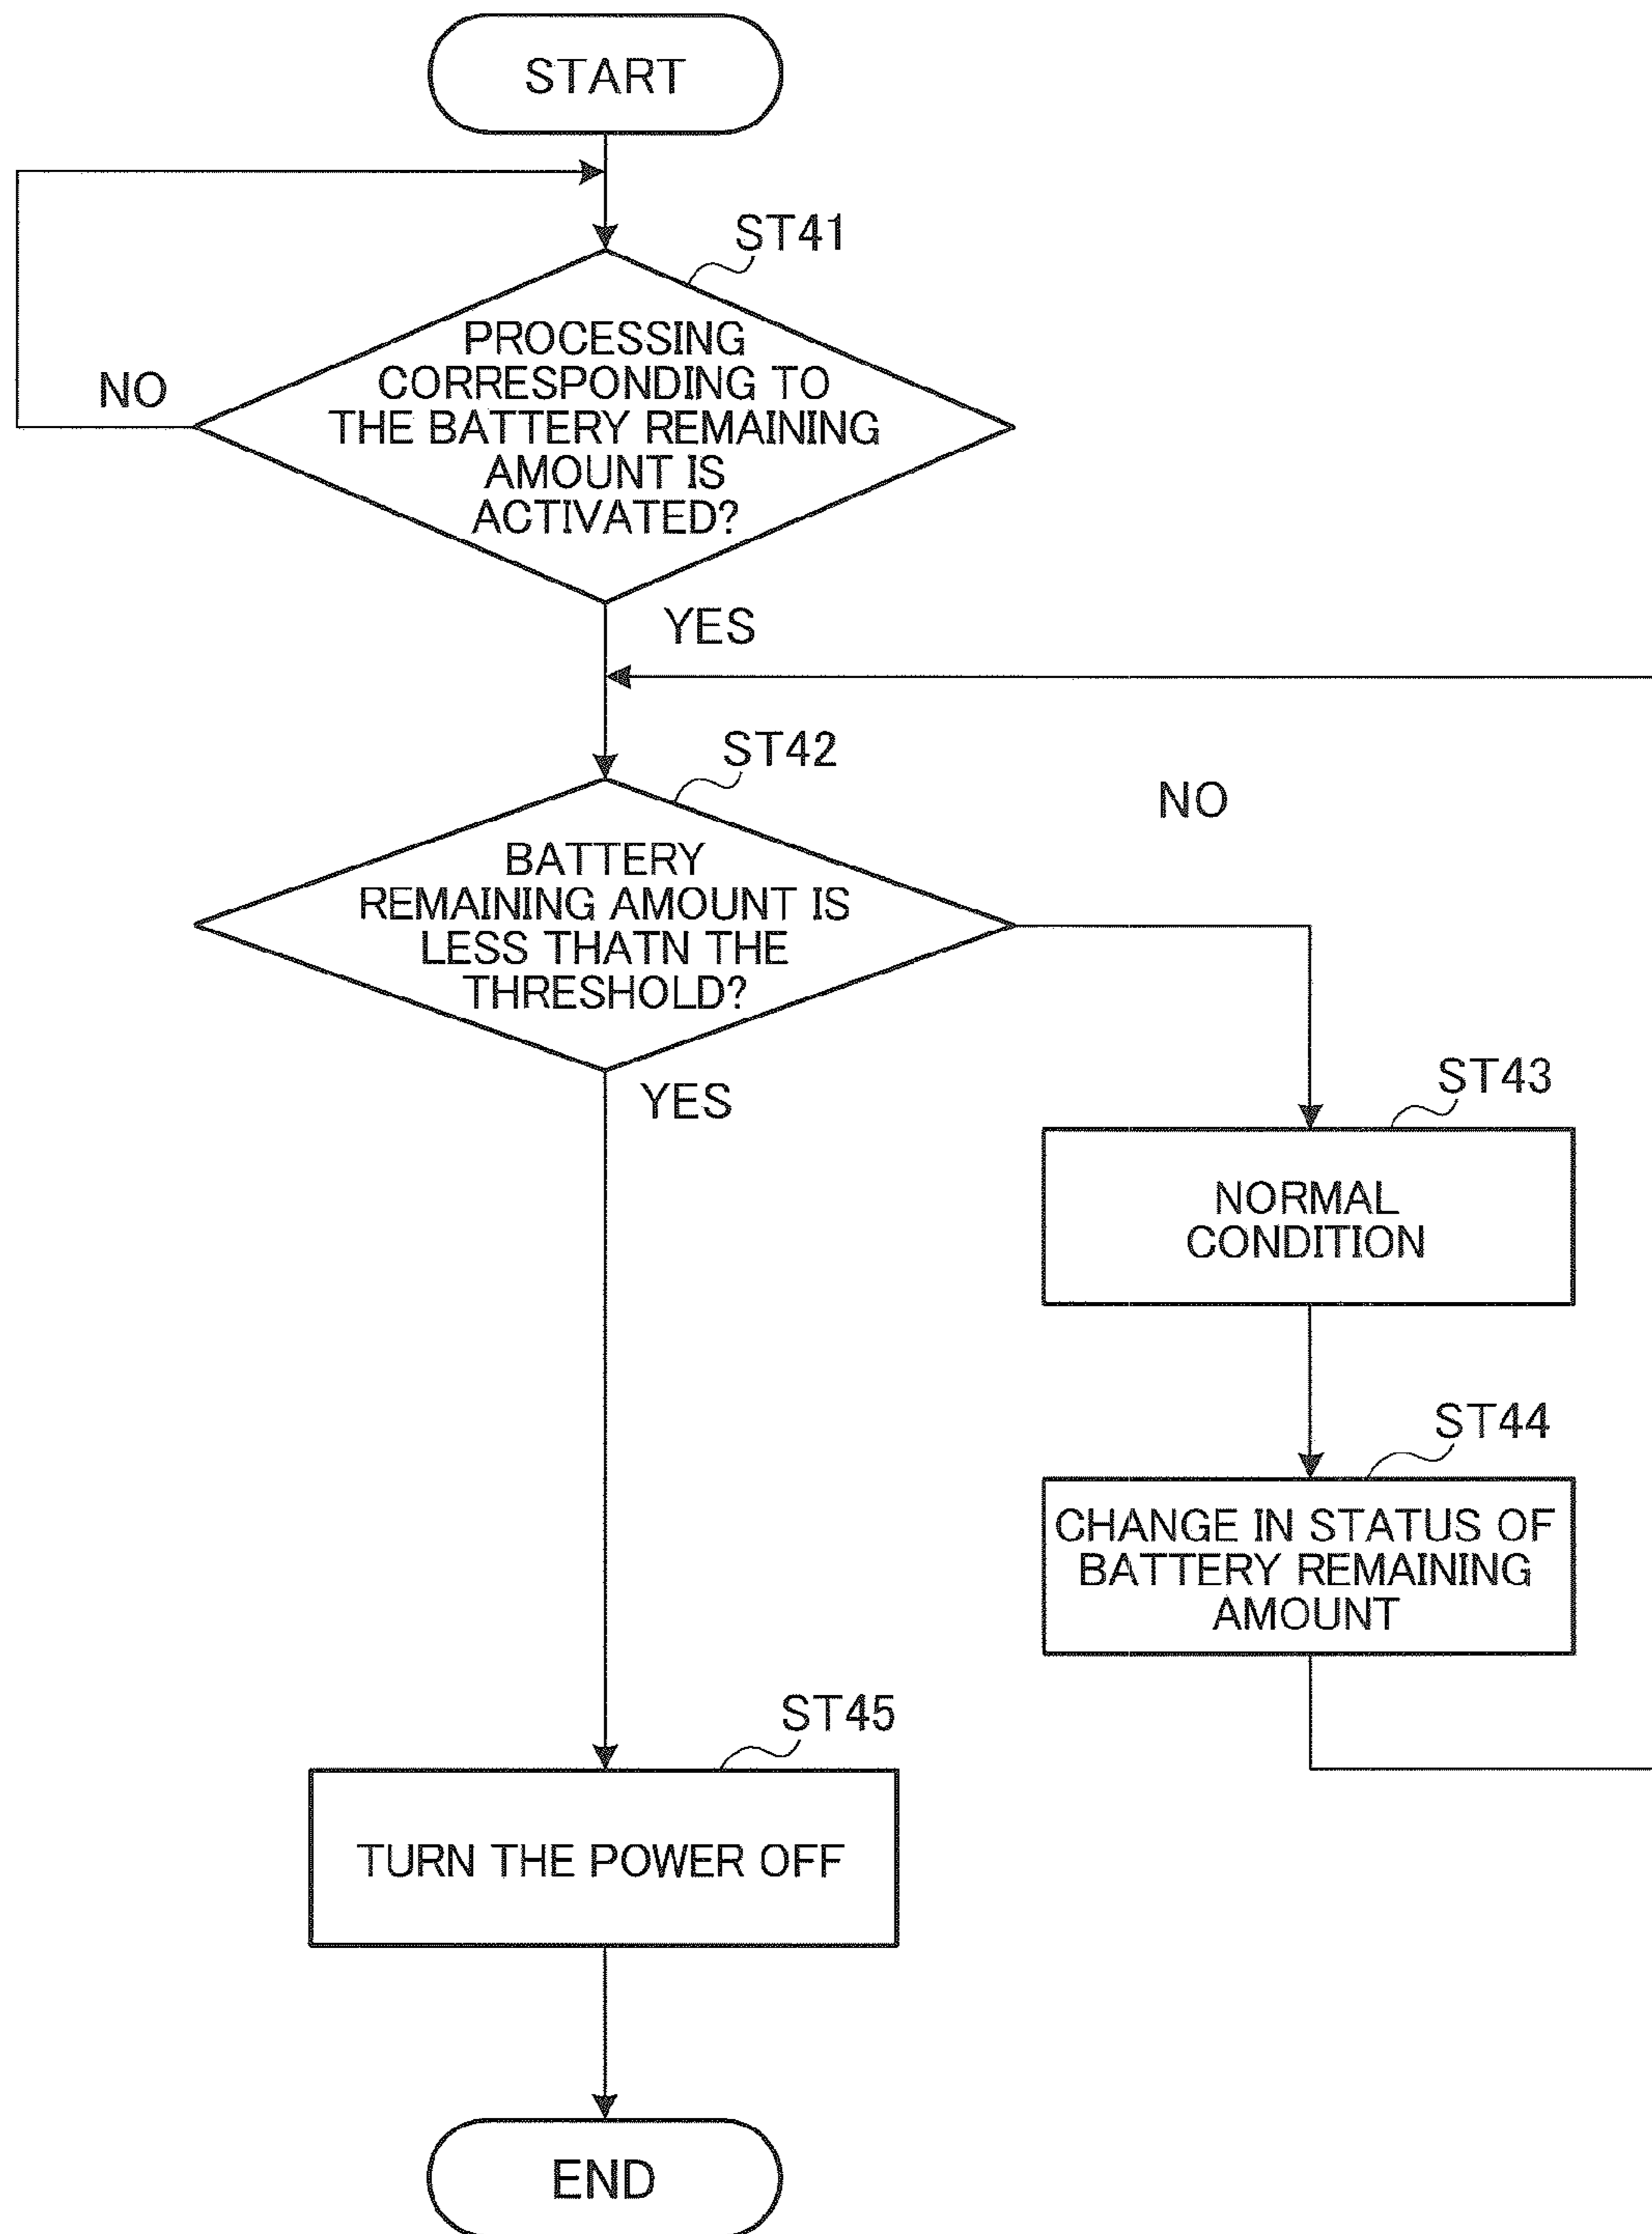 START
ST41
PROCESSING
CORRESPONDING TO
THE BATTERY REMAINING
AMOUNT IS
ACTIVATED?
NO
YES
ST42
NO
BATTERY
REMAINING AMOUNT IS
LESS THATN THE
THRESHOLD?
YES
ST43
NORMAL
CONDITION
ST44
CHANGE IN STATUS OF
BATTERY REMAINING
AMOUNT
ST45
TURN THE POWER OFF
END